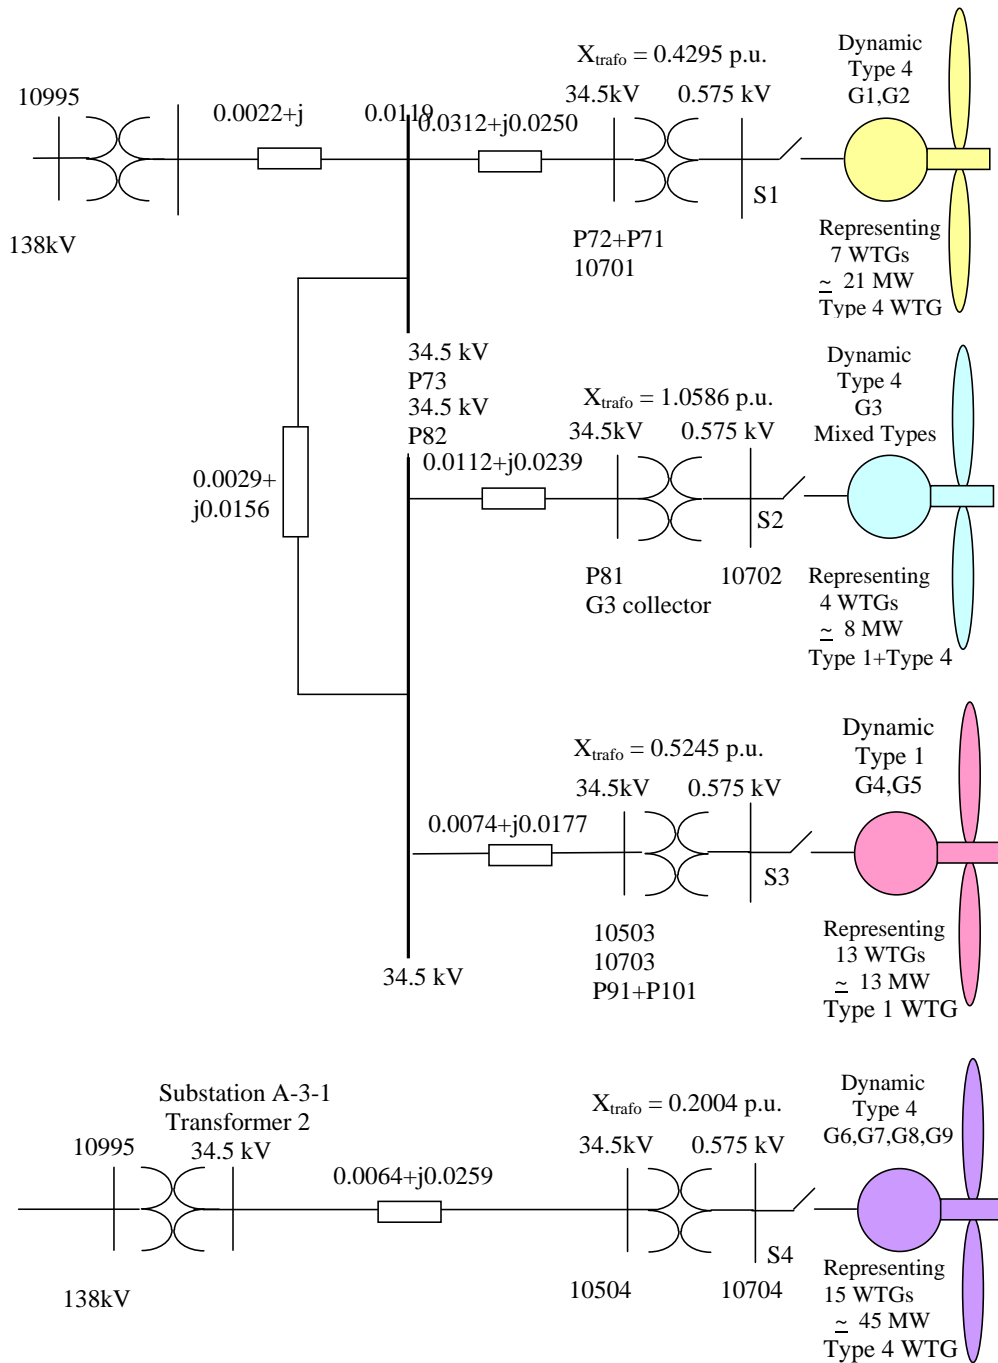 X_trafo = 0.4295 p.u.
Dynamic
Type 4
G1,G2
10995
0.0022+j
0.0119
0.0312+j0.0250
34.5kV
0.575 kV
S1
138kV
P72+P71
10701
Representing
7 WTGs
≃ 21 MW
Type 4 WTG
34.5 kV
P73
34.5 kV
P82
X_trafo = 1.0586 p.u.
Dynamic
Type 4
G3
Mixed Types
34.5kV
0.575 kV
0.0112+j0.0239
0.0029+
j0.0156
S2
P81
G3 collector
10702
Representing
4 WTGs
≃ 8 MW
Type 1+Type 4
X_trafo = 0.5245 p.u.
Dynamic
Type 1
G4,G5
34.5kV
0.575 kV
0.0074+j0.0177
S3
10503
10703
P91+P101
34.5 kV
Representing
13 WTGs
≃ 13 MW
Type 1 WTG
Substation A-3-1
Transformer 2
10995
34.5 kV
X_trafo = 0.2004 p.u.
Dynamic
Type 4
G6,G7,G8,G9
34.5kV
0.575 kV
0.0064+j0.0259
S4
138kV
10504
10704
Representing
15 WTGs
≃ 45 MW
Type 4 WTG